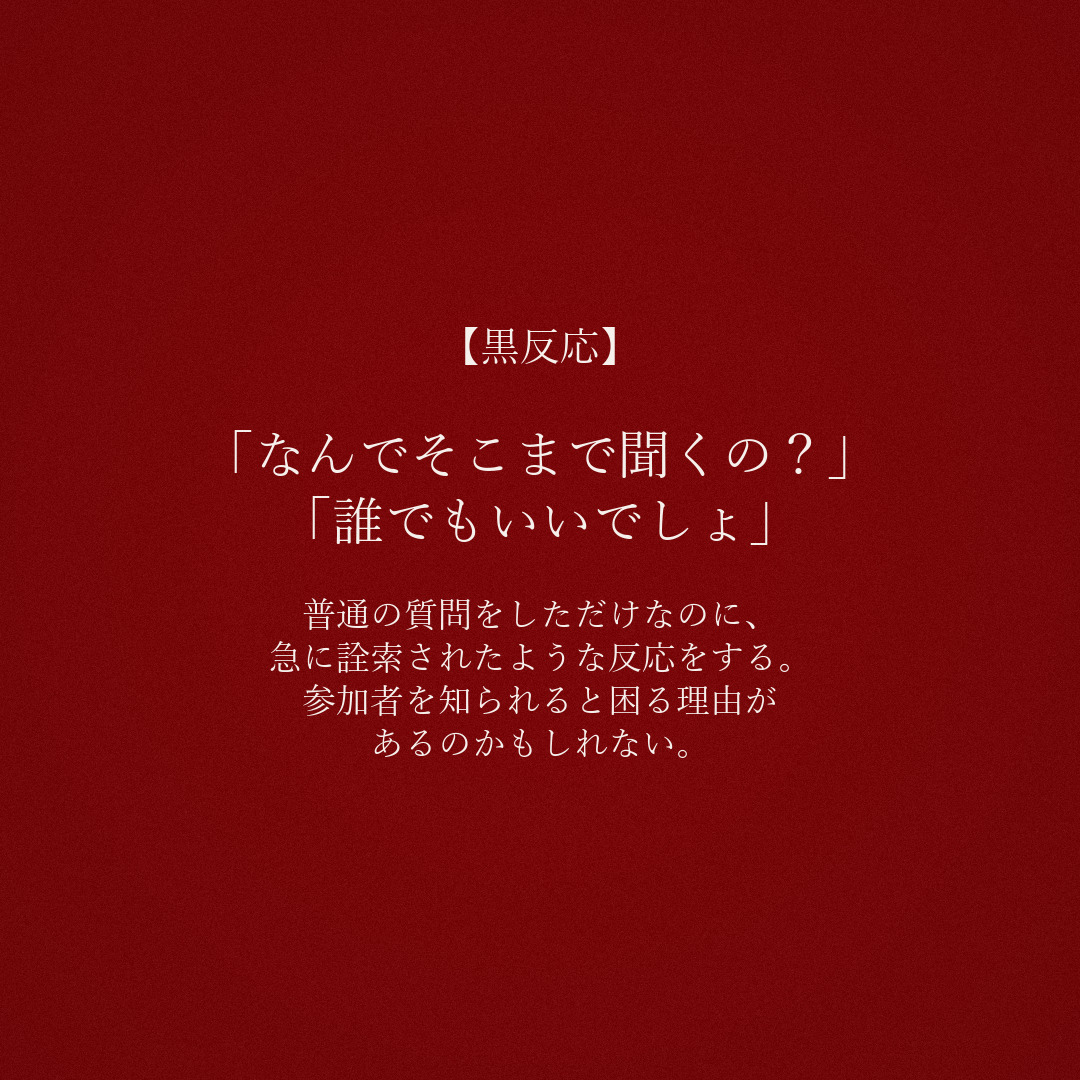 【黒反応】
「なんでそこまで聞くの？」
「誰でもいいでしょ」
普通の質問をしただけなのに、
急に詮索されたような反応をする。
参加者を知られると困る理由が
あるのかもしれない。